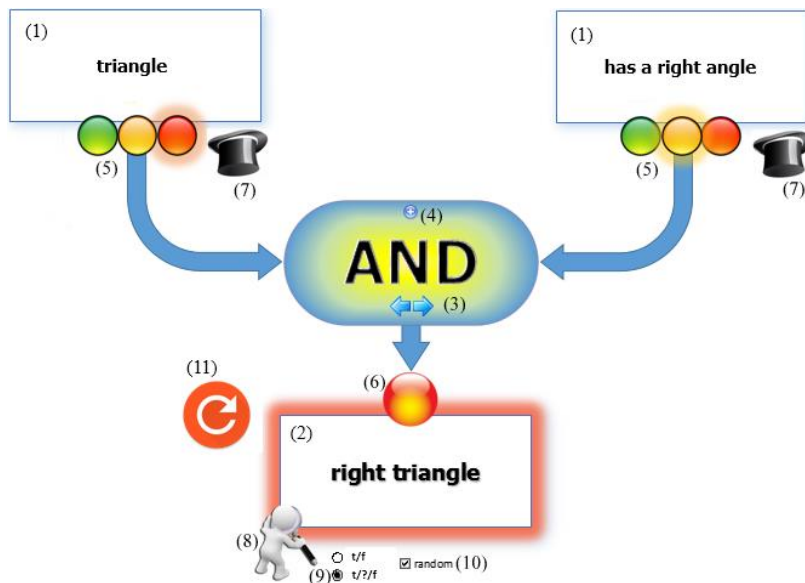 (1)
triangle
(5)
(7)
(1)
has a right angle
(5)
(7)
(4)
AND
(3)
(11)
(6)
(2)
right triangle
(8)
(9)
t/f
t/?/f
random (10)